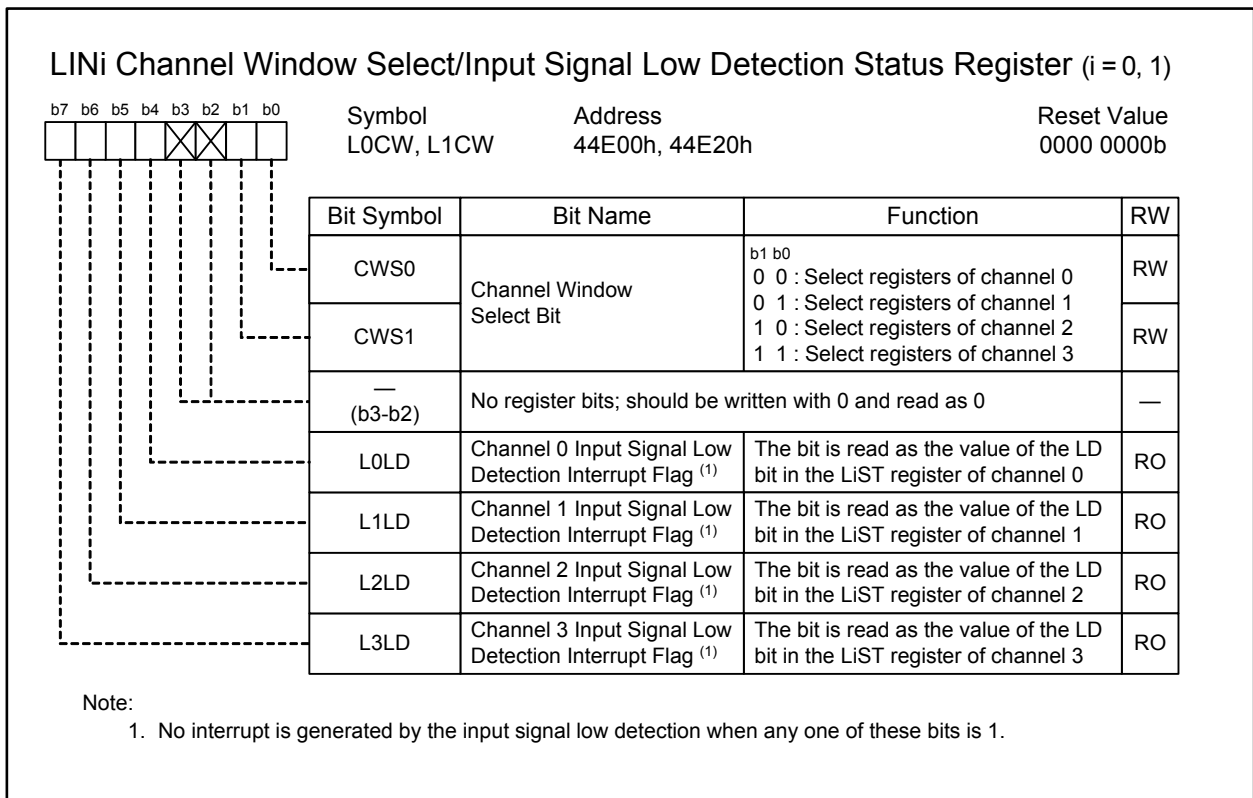 LINi Channel Window Select/Input Signal Low Detection Status Register (i = 0, 1)
b7 b6 b5 b4 b3 b2 b1 b0
Symbol Address Reset Value
L0CW, L1CW 44E00h, 44E20h 0000 0000b
Bit Symbol Bit Name Function RW
CWS0
CWS1
Channel Window
Select Bit
b1 b0
0 0 : Select registers of channel 0
0 1 : Select registers of channel 1
1 0 : Select registers of channel 2
1 1 : Select registers of channel 3
RW
RW
—
(b3-b2)
No register bits; should be written with 0 and read as 0
—
L0LD
Channel 0 Input Signal Low
Detection Interrupt Flag (1)
The bit is read as the value of the LD
bit in the LiST register of channel 0
RO
L1LD
Channel 1 Input Signal Low
Detection Interrupt Flag (1)
The bit is read as the value of the LD
bit in the LiST register of channel 1
RO
L2LD
Channel 2 Input Signal Low
Detection Interrupt Flag (1)
The bit is read as the value of the LD
bit in the LiST register of channel 2
RO
L3LD
Channel 3 Input Signal Low
Detection Interrupt Flag (1)
The bit is read as the value of the LD
bit in the LiST register of channel 3
RO
Note:
1. No interrupt is generated by the input signal low detection when any one of these bits is 1.